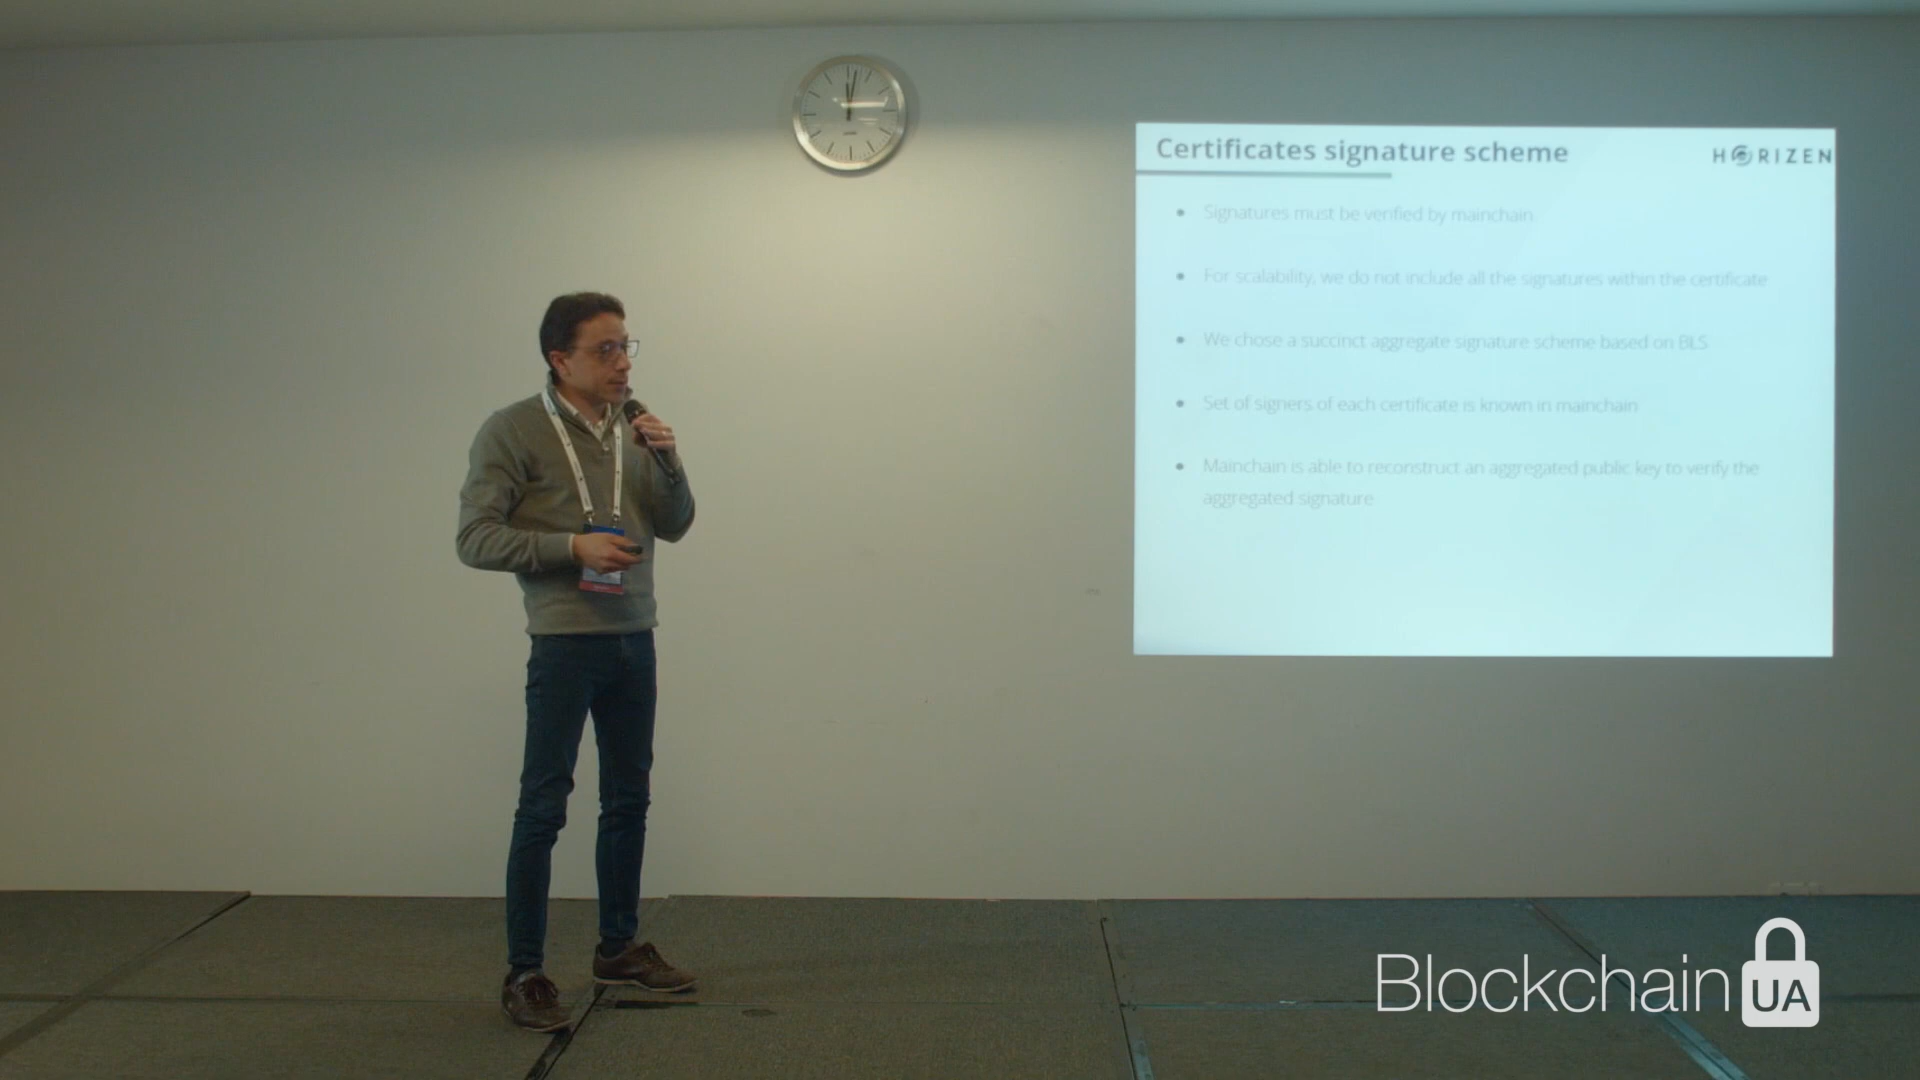 Certificates signature scheme
HORIZEN
• Signatures must be verified by mainchain
• For scalability, we do not include all the signatures within the certificate
• We chose a succinct aggregate signature scheme based on BLS
• Set of signers of each certificate is known in mainchain
• Mainchain is able to reconstruct an aggregated public key to verify the
aggregated signature
Blockchain UA